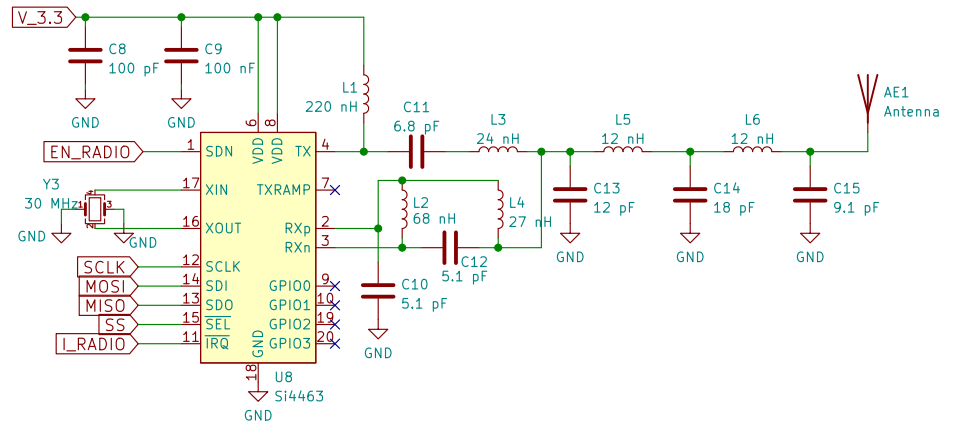 V_3.3
C8
100 pF
GND
C9
100 nF
GND
L1
220 nH
C11
6.8 pF
L3
24 nH
L5
12 nH
L6
12 nH
AE1
Antenna
EN_RADIO
1
SDN
6
VDD
8
VDD
TX
4
Y3
30 MHz
4
1
3
2
GND
GND
17
XIN
16
XOUT
TXRAMP
7
RXp
2
RXn
3
L2
68 nH
L4
27 nH
C12
5.1 pF
C10
5.1 pF
GND
C13
12 pF
GND
C14
18 pF
GND
C15
9.1 pF
GND
SCLK
12
SCLK
MOSI
14
SDI
MISO
13
SDO
SS
15
SEL
I_RADIO
11
IRQ
GPIO0
9
GPIO1
10
GPIO2
19
GPIO3
20
GND
18
U8
Si4463
GND